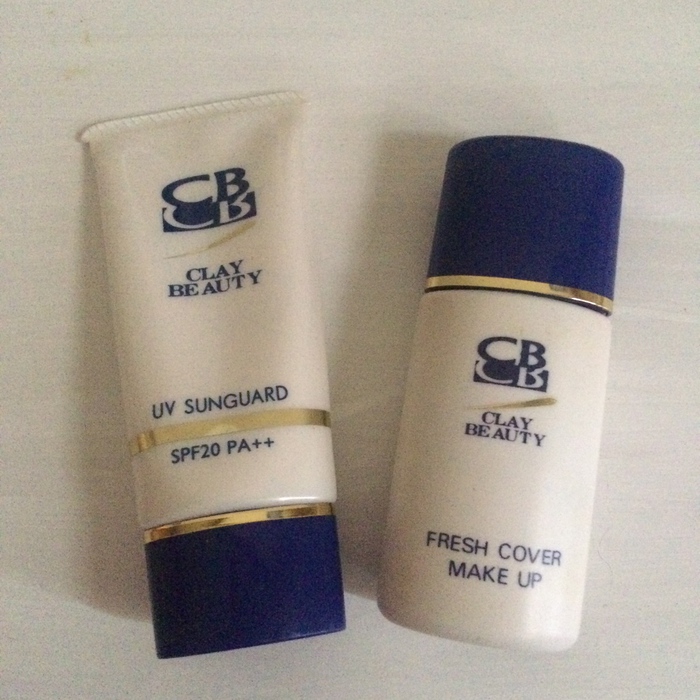 CB
CLAY
BEAUTY
UV SUNGUARD
SPF20 PA++
CB
CLAY
BEAUTY
FRESH COVER
MAKE UP